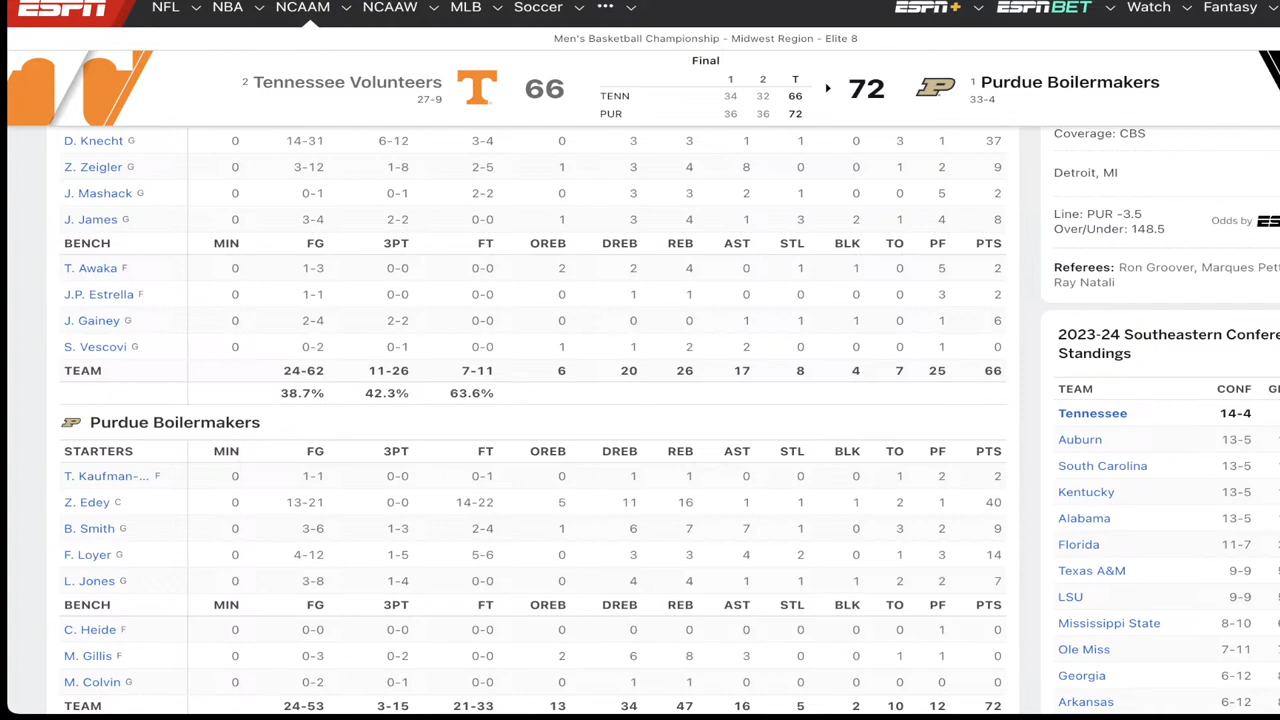 ESPN NFL NBA NCAAM NCAAW MLB Soccer ••• ESPN+ ESPN BET Watch Fantasy
Men's Basketball Championship - Midwest Region - Elite 8
2 Tennessee Volunteers
27-9
T
66
Final
1 2 T
TENN 34 32 66
PUR 36 36 72
72
P
1 Purdue Boilermakers
33-4
D. Knecht G 0 14-31 6-12 3-4 0 3 3 1 1 0 3 1 37
Z. Zeigler G 0 3-12 1-8 2-5 1 3 4 8 0 0 1 2 9
J. Mashack G 0 0-1 0-1 2-2 0 3 3 2 1 0 0 5 2
J. James G 0 3-4 2-2 0-0 1 3 4 1 3 2 1 4 8
BENCH MIN FG 3PT FT OREB DREB REB AST STL BLK TO PF PTS
T. Awaka F 0 1-3 0-0 0-0 2 2 4 0 1 1 0 5 2
J.P. Estrella F 0 1-1 0-0 0-0 0 1 1 0 0 0 0 3 2
J. Gainey G 0 2-4 2-2 0-0 0 0 0 1 1 1 0 1 6
S. Vescovi G 0 0-2 0-1 0-0 1 1 2 2 0 0 0 1 0
TEAM 24-62 11-26 7-11 6 20 26 17 8 4 7 25 66
38.7% 42.3% 63.6%
P Purdue Boilermakers
STARTERS MIN FG 3PT FT OREB DREB REB AST STL BLK TO PF PTS
T. Kaufman-... F 0 1-1 0-0 0-1 0 1 1 0 0 0 1 2 2
Z. Edey C 0 13-21 0-0 14-22 5 11 16 1 1 1 2 1 40
B. Smith G 0 3-6 1-3 2-4 1 6 7 7 1 0 3 2 9
F. Loyer G 0 4-12 1-5 5-6 0 3 3 4 2 0 1 3 14
L. Jones G 0 3-8 1-4 0-0 0 4 4 1 1 1 2 2 7
BENCH MIN FG 3PT FT OREB DREB REB AST STL BLK TO PF PTS
C. Heide F 0 0-0 0-0 0-0 0 0 0 0 0 0 0 1 0
M. Gillis F 0 0-3 0-2 0-0 2 6 8 3 0 0 1 1 0
M. Colvin G 0 0-2 0-1 0-0 0 1 1 0 0 0 0 0 0
TEAM 24-53 3-15 21-33 13 34 47 16 5 2 10 12 72
Coverage: CBS
Detroit, MI
Line: PUR -3.5
Over/Under: 148.5
Odds by
Referees: Ron Groover, Marques
Ray Natali
2023-24 Southeastern
Standings
TEAM CONF
Tennessee 14-4
Auburn 13-5
South Carolina 13-5
Kentucky 13-5
Alabama 13-5
Florida 11-7
Texas A&M 9-9
LSU 9-9
Mississippi State 8-10
Ole Miss 7-11
Georgia 6-12
Arkansas 6-12